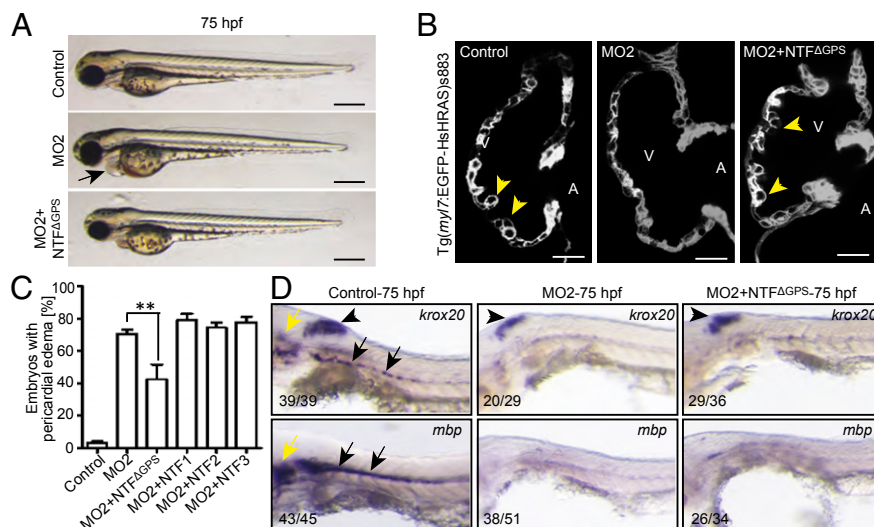 A
75 hpf
Control
MO2
MO2+
NTFΔGPS
B
Tg(myl7:EGFP-HsHRAS)s883
Control
V
A
MO2
V
A
MO2+NTFΔGPS
V
A
C
Embryos with
pericardial edema [%]
100
80
60
40
20
0
**
Control
MO2
MO2+NTFΔGPS
MO2+NTF1
MO2+NTF2
MO2+NTF3
D
Control-75 hpf
MO2-75 hpf
MO2+NTFΔGPS-75 hpf
krox20
39/39
krox20
20/29
krox20
29/36
mbp
43/45
mbp
38/51
mbp
26/34